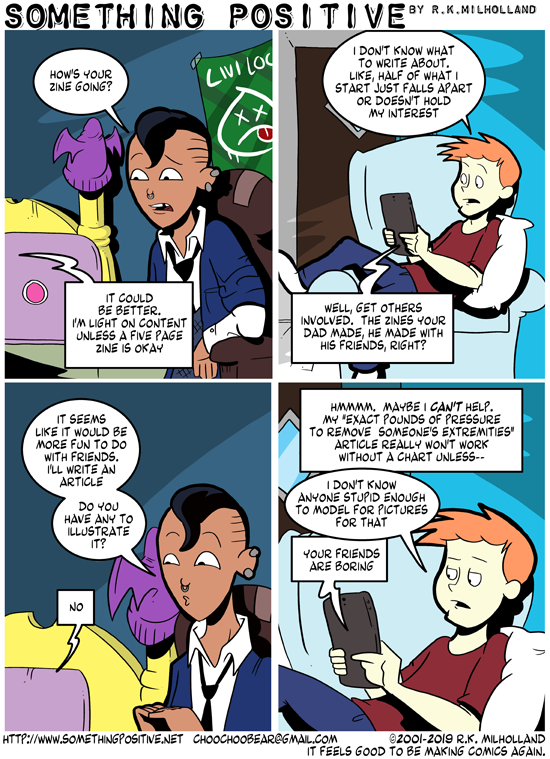 SOMETHING POSITIVE BY R.K.MILHOLLAND
HOW'S YOUR
ZINE GOING?
IT COULD
BE BETTER.
I'M LIGHT ON CONTENT
UNLESS A FIVE PAGE
ZINE IS OKAY
I DON'T KNOW WHAT
TO WRITE ABOUT.
LIKE, HALF OF WHAT I
START JUST FALLS APART
OR DOESN'T HOLD
MY INTEREST
WELL, GET OTHERS
INVOLVED. THE ZINES YOUR
DAD MADE, HE MADE WITH
HIS FRIENDS, RIGHT?
IT SEEMS
LIKE IT WOULD BE
MORE FUN TO DO
WITH FRIENDS.
I'LL WRITE AN
ARTICLE
DO YOU
HAVE ANY TO
ILLUSTRATE
IT?
NO
HMMMM. MAYBE I CAN'T HELP.
MY "EXACT POUNDS OF PRESSURE
TO REMOVE SOMEONE'S EXTREMITIES"
ARTICLE REALLY WON'T WORK
WITHOUT A CHART UNLESS--
I DON'T KNOW
ANYONE STUPID ENOUGH
TO MODEL FOR PICTURES
FOR THAT
YOUR FRIENDS
ARE BORING
HTTP://WWW.SOMETHINGPOSITIVE.NET CHOOCHOOBEAR@GMAIL.COM ©2001-2019 R.K. MILHOLLAND
IT FEELS GOOD TO BE MAKING COMICS AGAIN.